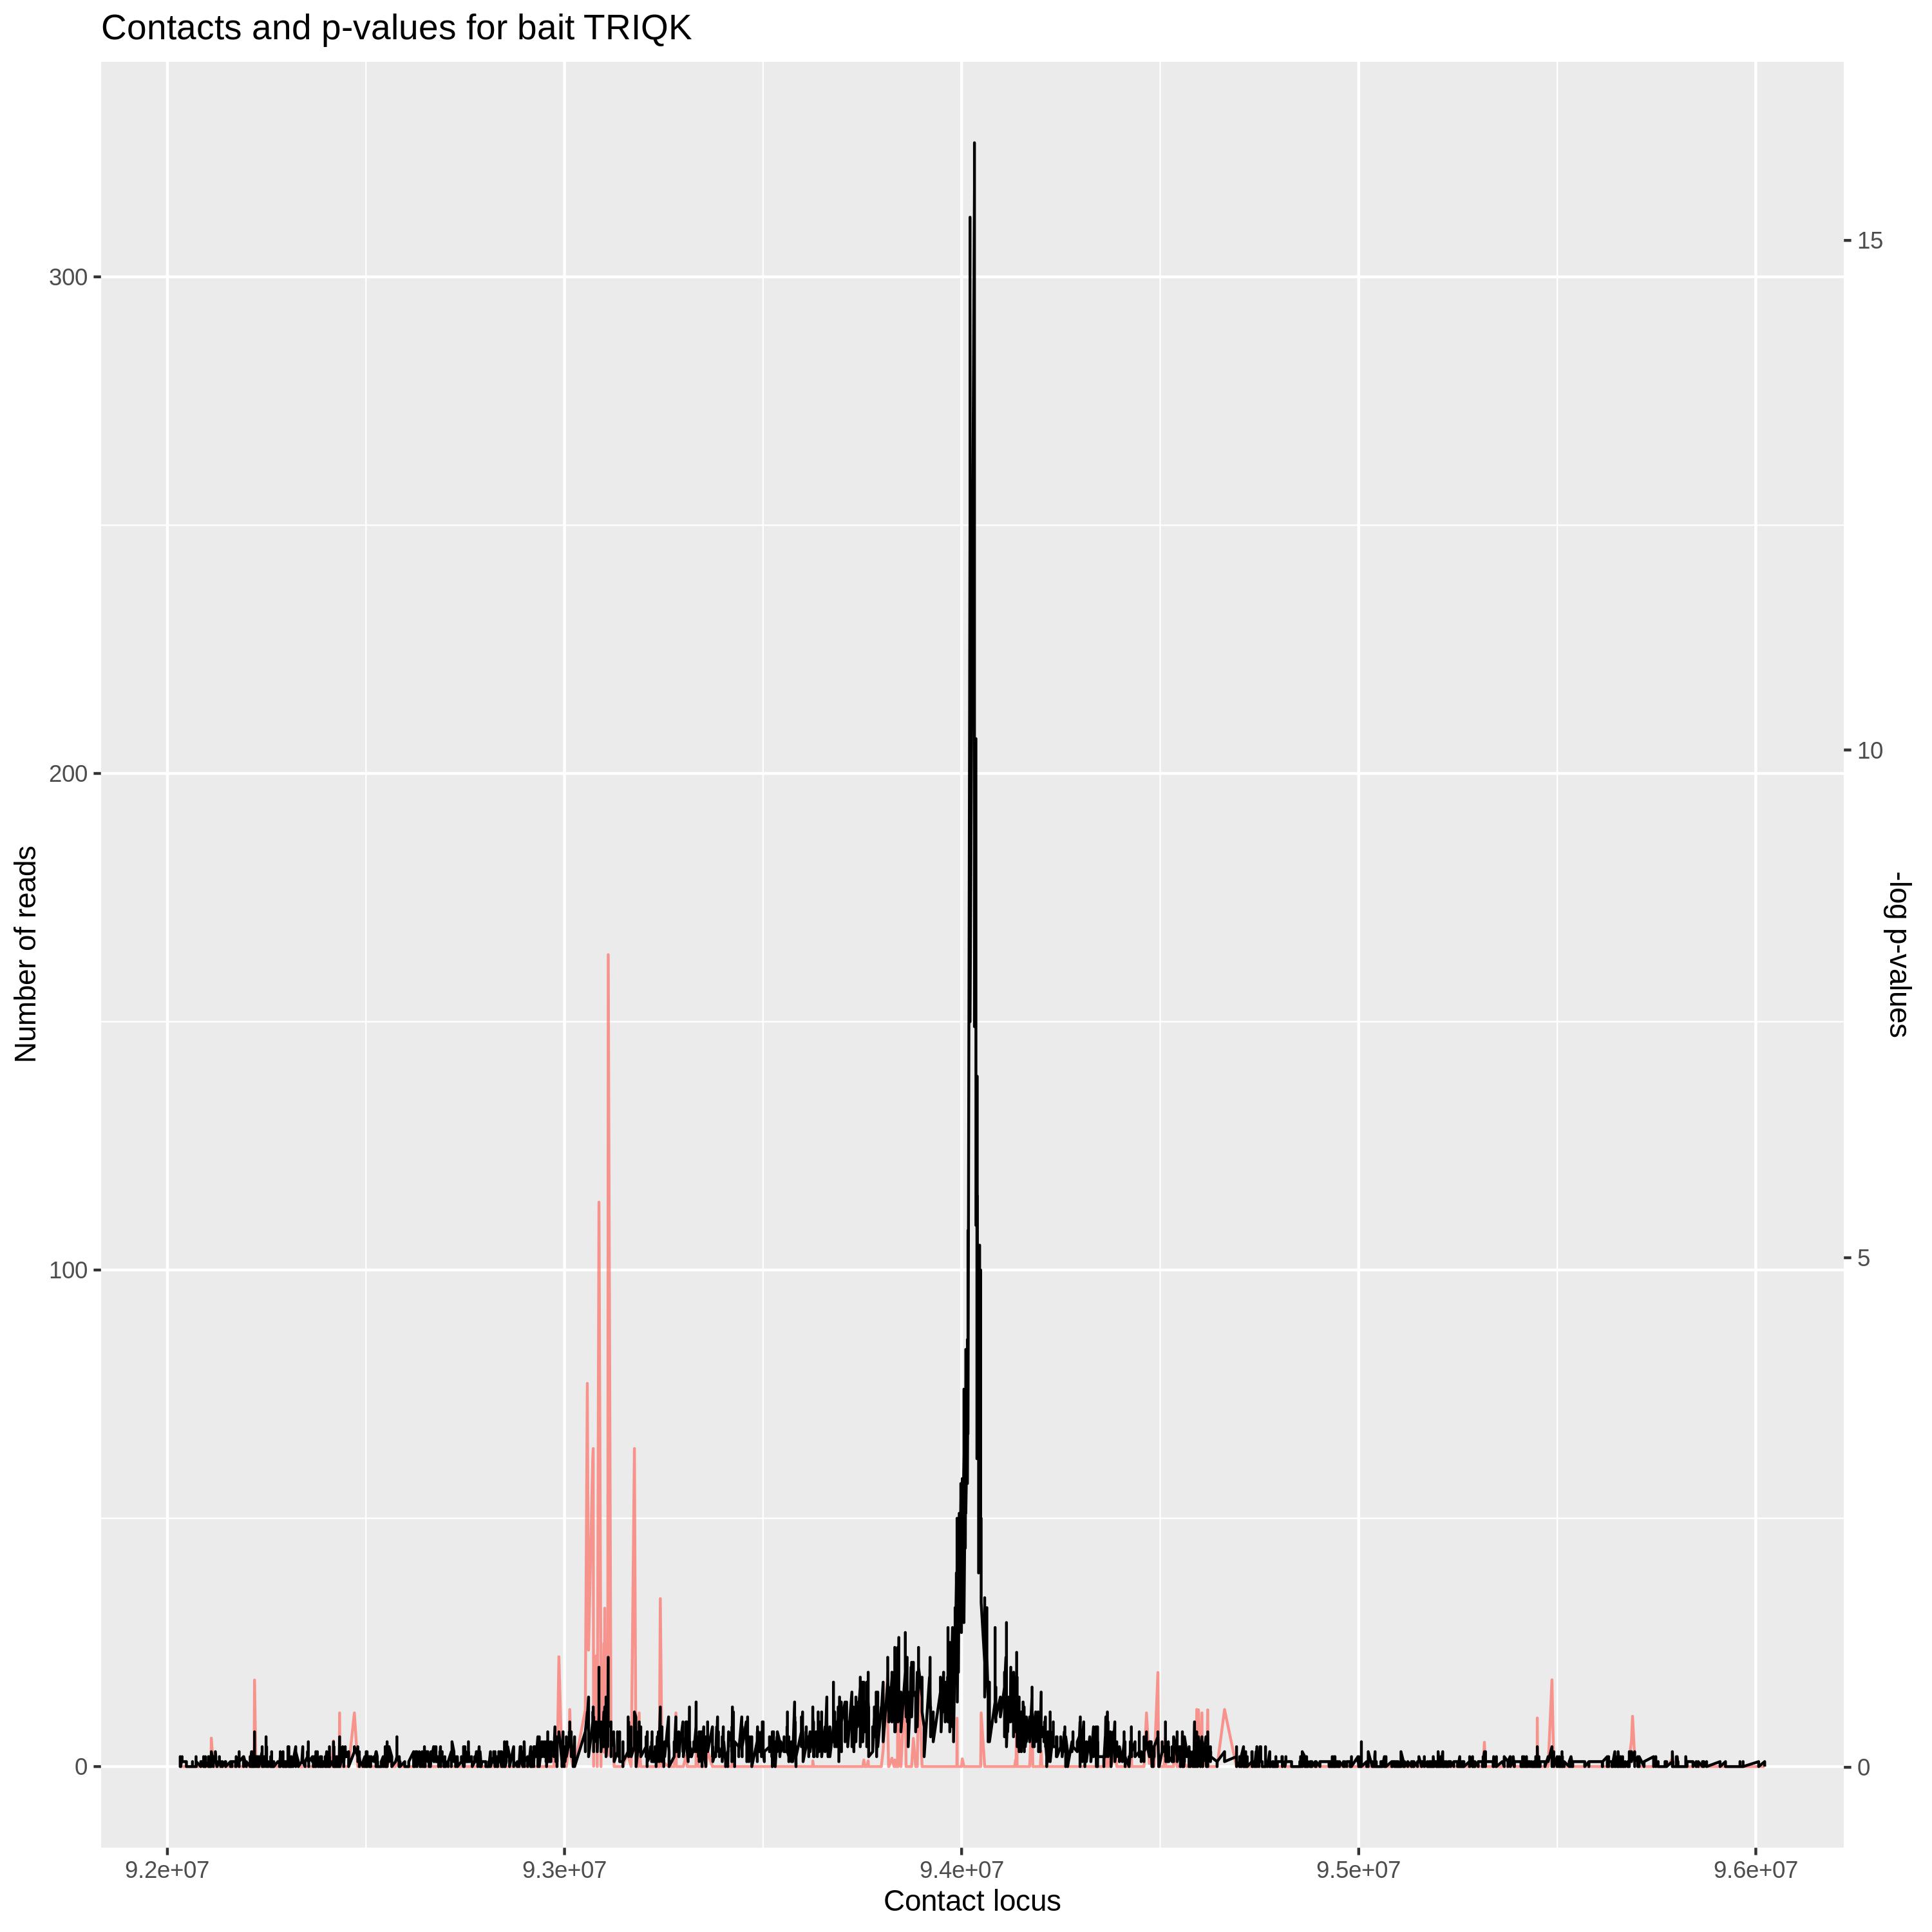 Contacts and p-values for bait TRIQK
300
200
100
0
15
10
5
0
Number of reads
-log p-values
9.2e+07 9.3e+07 9.4e+07 9.5e+07 9.6e+07
Contact locus